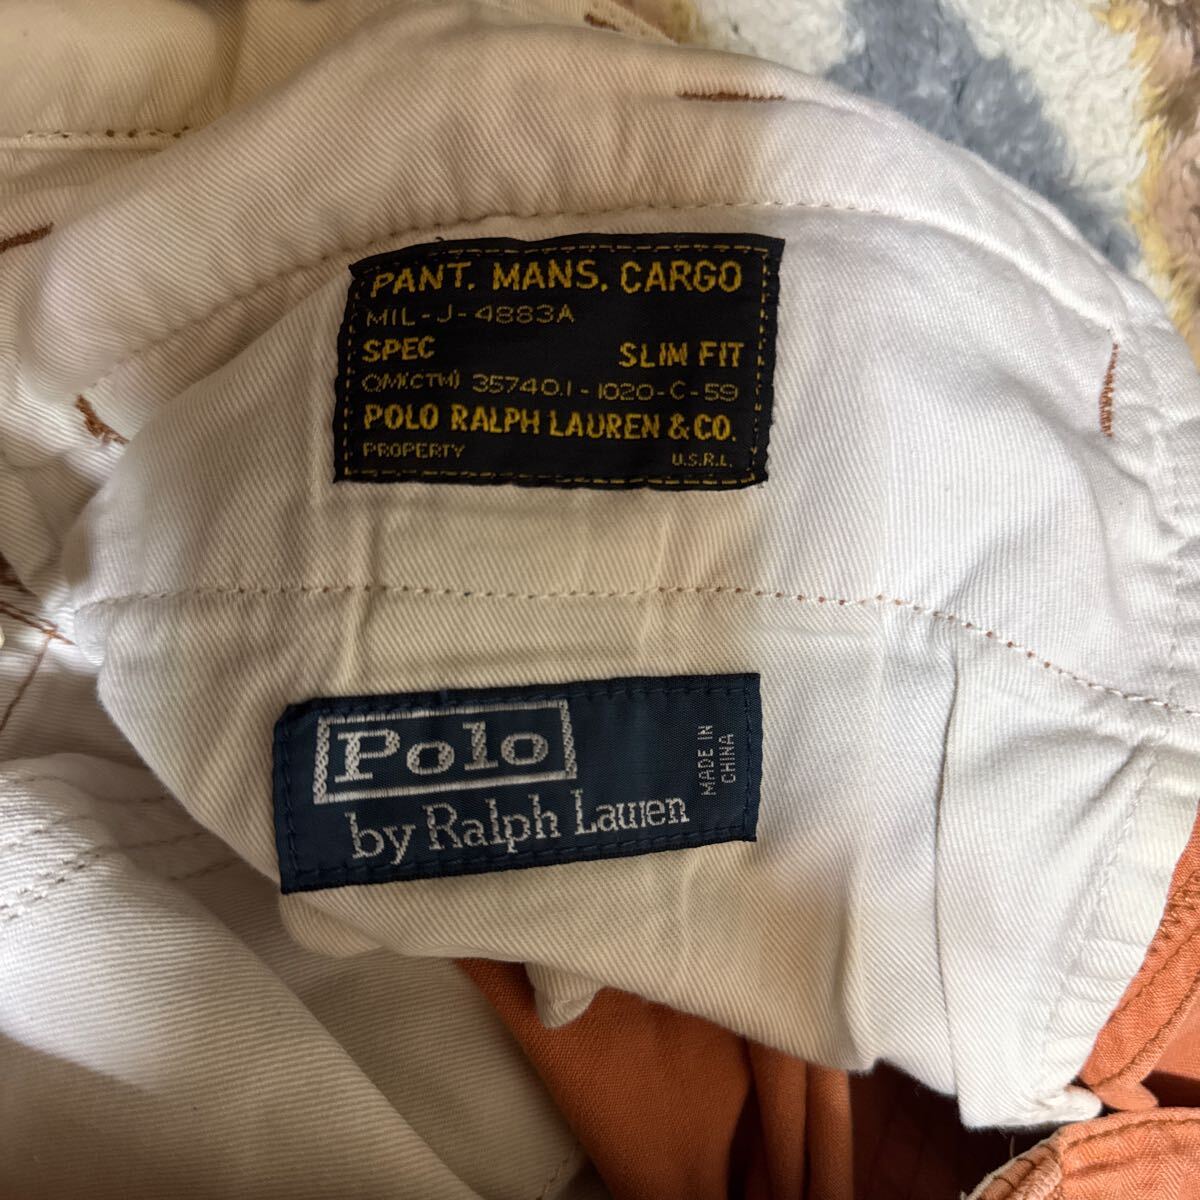 PANT. MANS. CARGO
MIL-J-4883A
SPEC SLIM FIT
QM(CTM) 35740.1-1020-C-59
POLO RALPH LAUREN & CO.
PROPERTY U.S.R.L.
Polo
by Ralph Lauren
MADE IN
CHINA